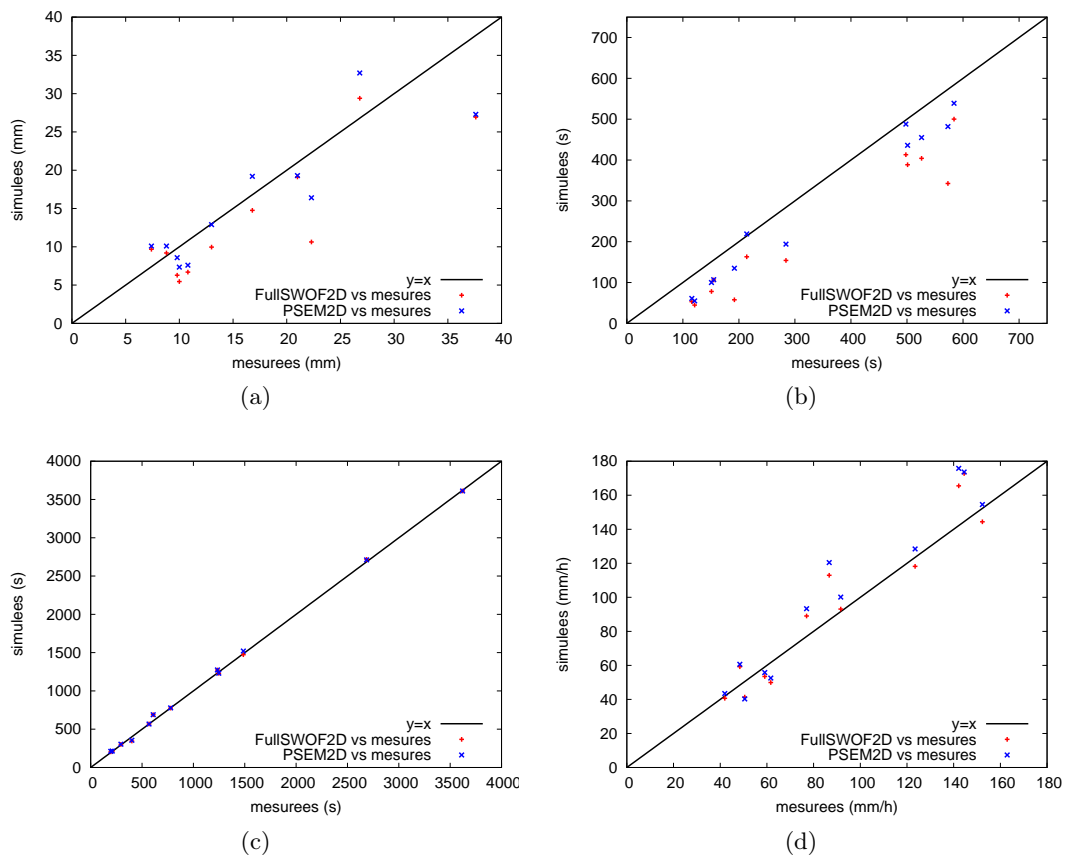 40
35
30
25
20
15
10
5
0
simulees (mm)
0 5 10 15 20 25 30 35 40
mesurees (mm)
y=x
FullSWOF2D vs mesures
PSEM2D vs mesures
(a)
700
600
500
400
300
200
100
0
simulees (s)
0 100 200 300 400 500 600 700
mesurees (s)
y=x
FullSWOF2D vs mesures
PSEM2D vs mesures
(b)
4000
3500
3000
2500
2000
1500
1000
500
0
simulees (s)
0 500 1000 1500 2000 2500 3000 3500 4000
mesurees (s)
y=x
FullSWOF2D vs mesures
PSEM2D vs mesures
(c)
180
160
140
120
100
80
60
40
20
0
simulees (mm/h)
0 20 40 60 80 100 120 140 160 180
mesurees (mm/h)
y=x
FullSWOF2D vs mesures
PSEM2D vs mesures
(d)